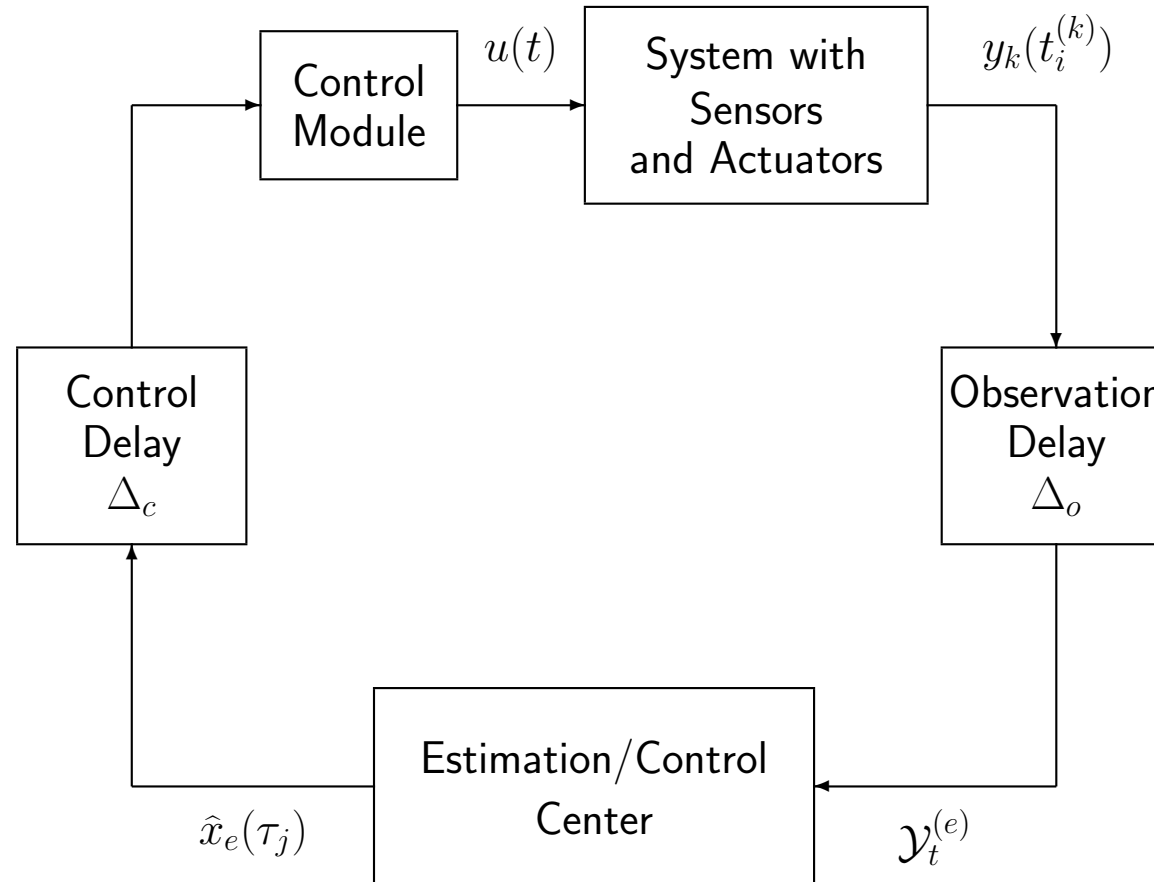 Control
Module
u(t)
System with
Sensors
and Actuators
y_k(t_i^{(k)})
Control
Delay
Δ_c
Observation
Delay
Δ_o
Estimation/Control
Center
x̂_e(τ_j)
𝒴_t^{(e)}